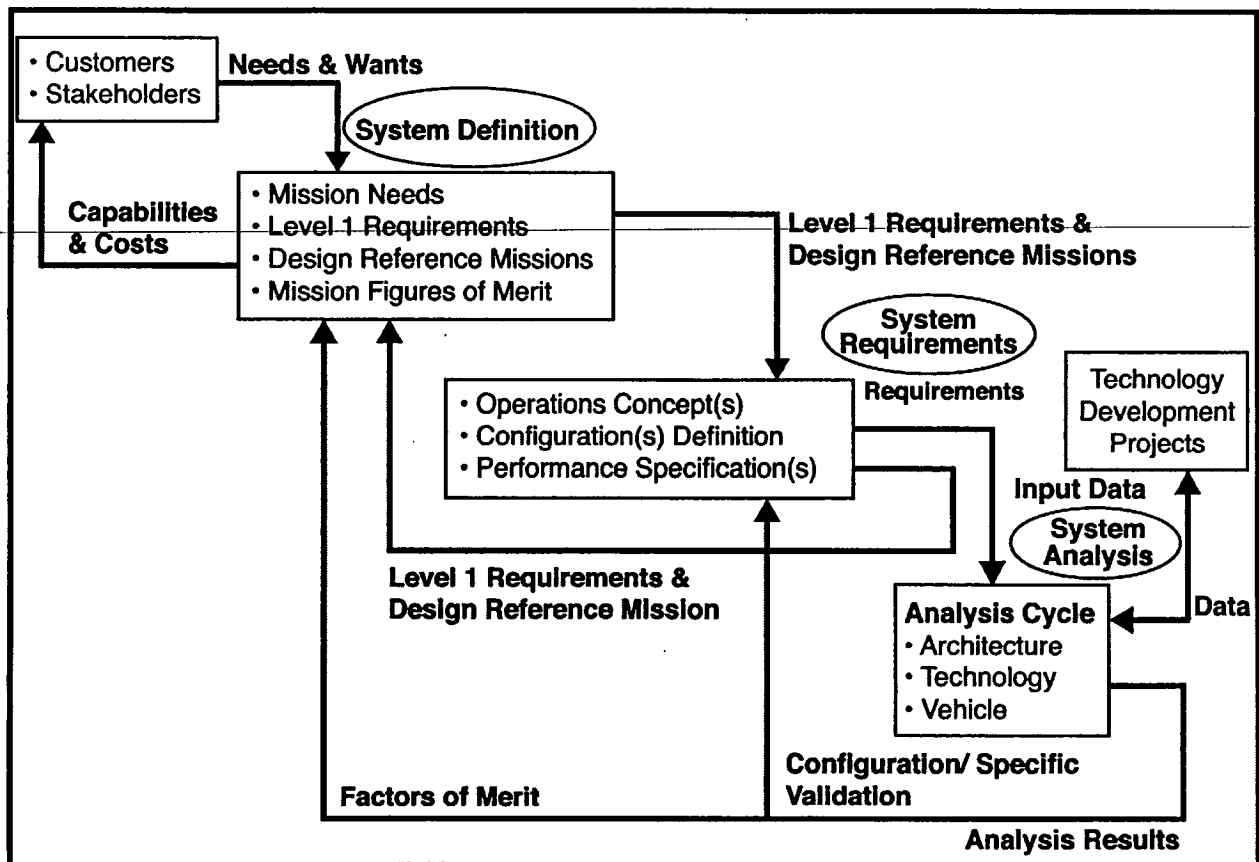 • Customers
• Stakeholders
Needs & Wants
System Definition
Capabilities
& Costs
• Mission Needs
• Level 1 Requirements
• Design Reference Missions
• Mission Figures of Merit
Level 1 Requirements &
Design Reference Missions
System
Requirements
Requirements
Technology
Development
Projects
• Operations Concept(s)
• Configuration(s) Definition
• Performance Specification(s)
Input Data
System
Analysis
Level 1 Requirements &
Design Reference Mission
Data
Analysis Cycle
• Architecture
• Technology
• Vehicle
Configuration/ Specific
Validation
Factors of Merit
Analysis Results